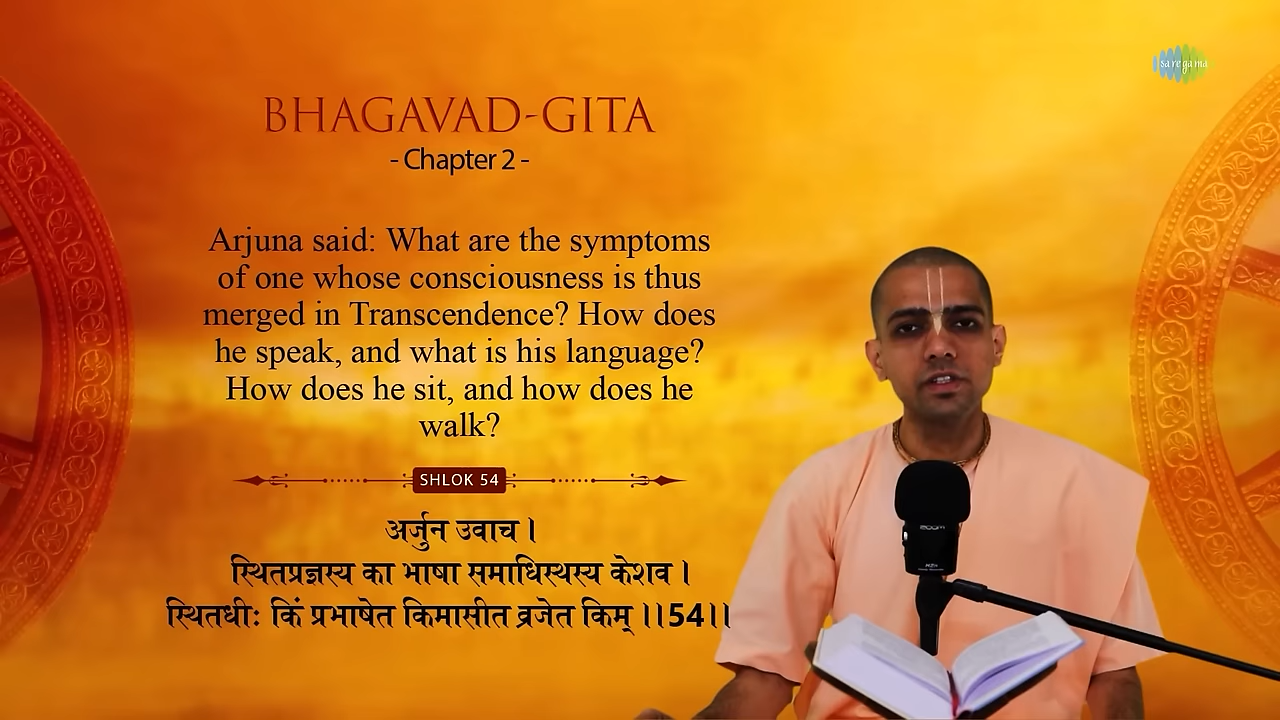 saregama
BHAGAVAD-GITA
- Chapter 2 -
Arjuna said: What are the symptoms
of one whose consciousness is thus
merged in Transcendence? How does
he speak, and what is his language?
How does he sit, and how does he
walk?
SHLOK 54
अर्जुन उवाच ।
स्थितप्रज्ञस्य का भाषा समाधिस्थस्य केशव ।
स्थितधीः किं प्रभाषेत किमासीत व्रजेत किम् ।।54।।
zoom